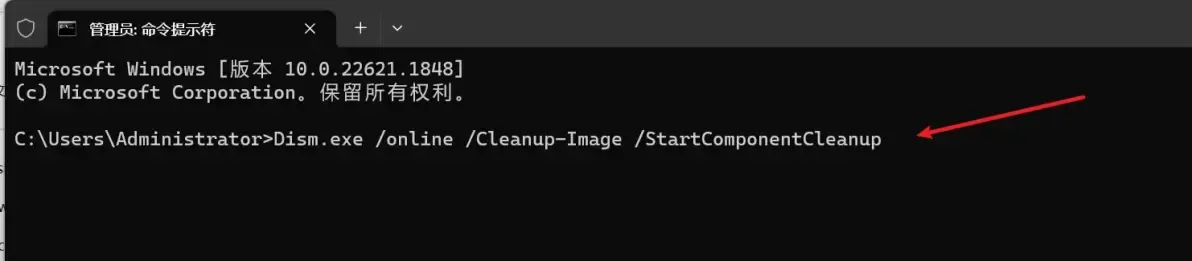 管理员: 命令提示符
Microsoft Windows [版本 10.0.22621.1848]
(c) Microsoft Corporation。保留所有权利。
C:\Users\Administrator>Dism.exe /online /Cleanup-Image /StartComponentCleanup